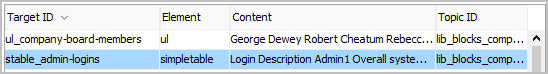 Target ID Element Content Topic ID
ul_company-board-members ul George Dewey Robert Cheatum Rebecc... lib_blocks_comp...
stable_admin-logins simpletable Login Description Admin1 Overall syste... lib_blocks_comp...